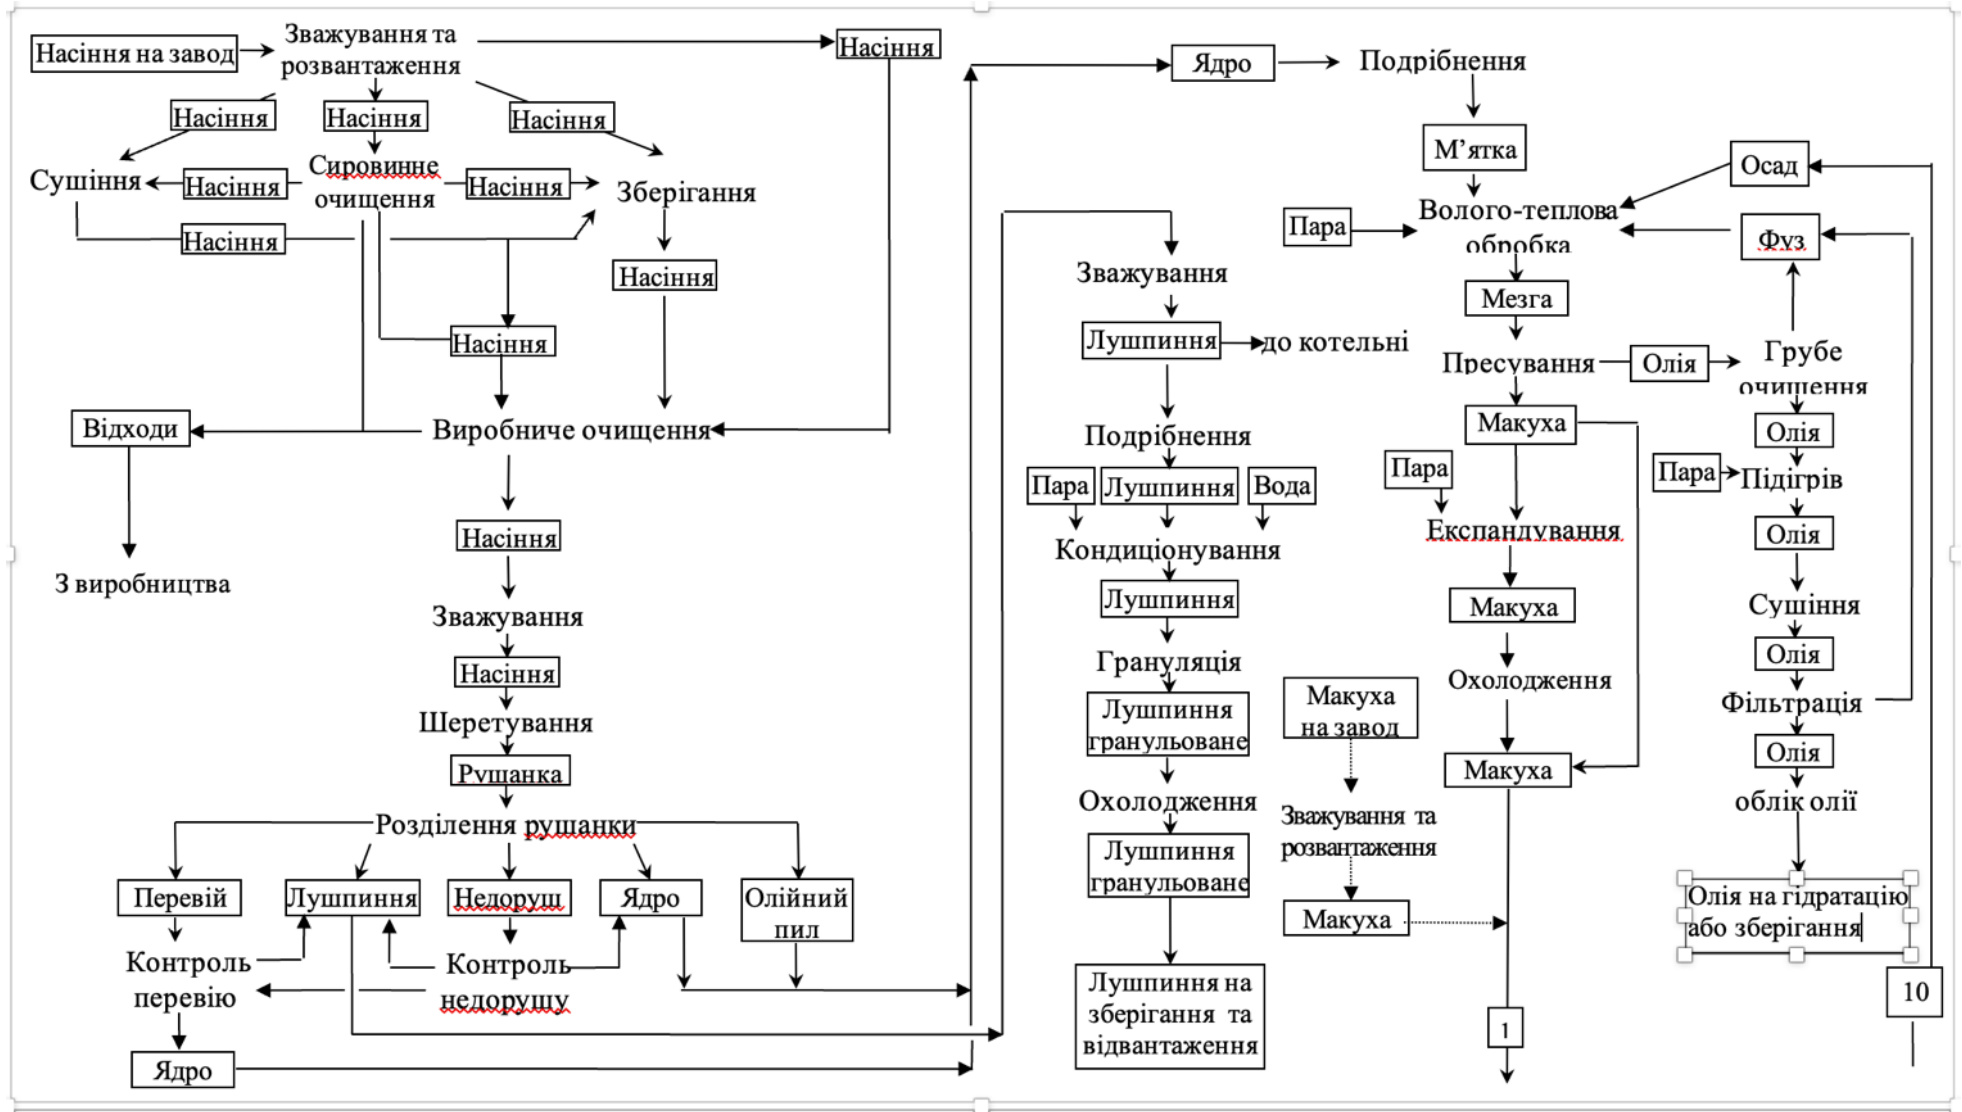 Насіння на завод
Зважування та
розвантаження
Насіння
Насіння
Насіння
Насіння
Сушіння
Насіння
Сировинне
очищення
Насіння
Зберігання
Насіння
Насіння
Насіння
Відходи
Виробниче очищення
З виробництва
Насіння
Зважування
Насіння
Шеретування
Рушанка
Розділення рушанки
Перевій
Лушпиння
Недоруш
Ядро
Олійний
пил
Контроль
перевію
Контроль
недорушу
Ядро
Зважування
Лушпиння
до котельні
Подрібнення
Пара
Лушпиння
Вода
Кондиціонування
Лушпиння
Грануляція
Лушпиння
гранульоване
Охолодження
Лушпиння
гранульоване
Лушпиння на
зберігання та
відвантаження
Ядро
Подрібнення
М’ятка
Пара
Волого-теплова
обробка
Осад
Фуз
Мезга
Пресування
Олія
Грубе
очищення
Макуха
Пара
Експандування
Макуха
Охолодження
Макуха
Макуха
на завод
Зважування та
розвантаження
Макуха
1
Олія
Пара
Підігрів
Олія
Сушіння
Олія
Фільтрація
Олія
облік олії
Олія на гідратацію
або зберігання
10